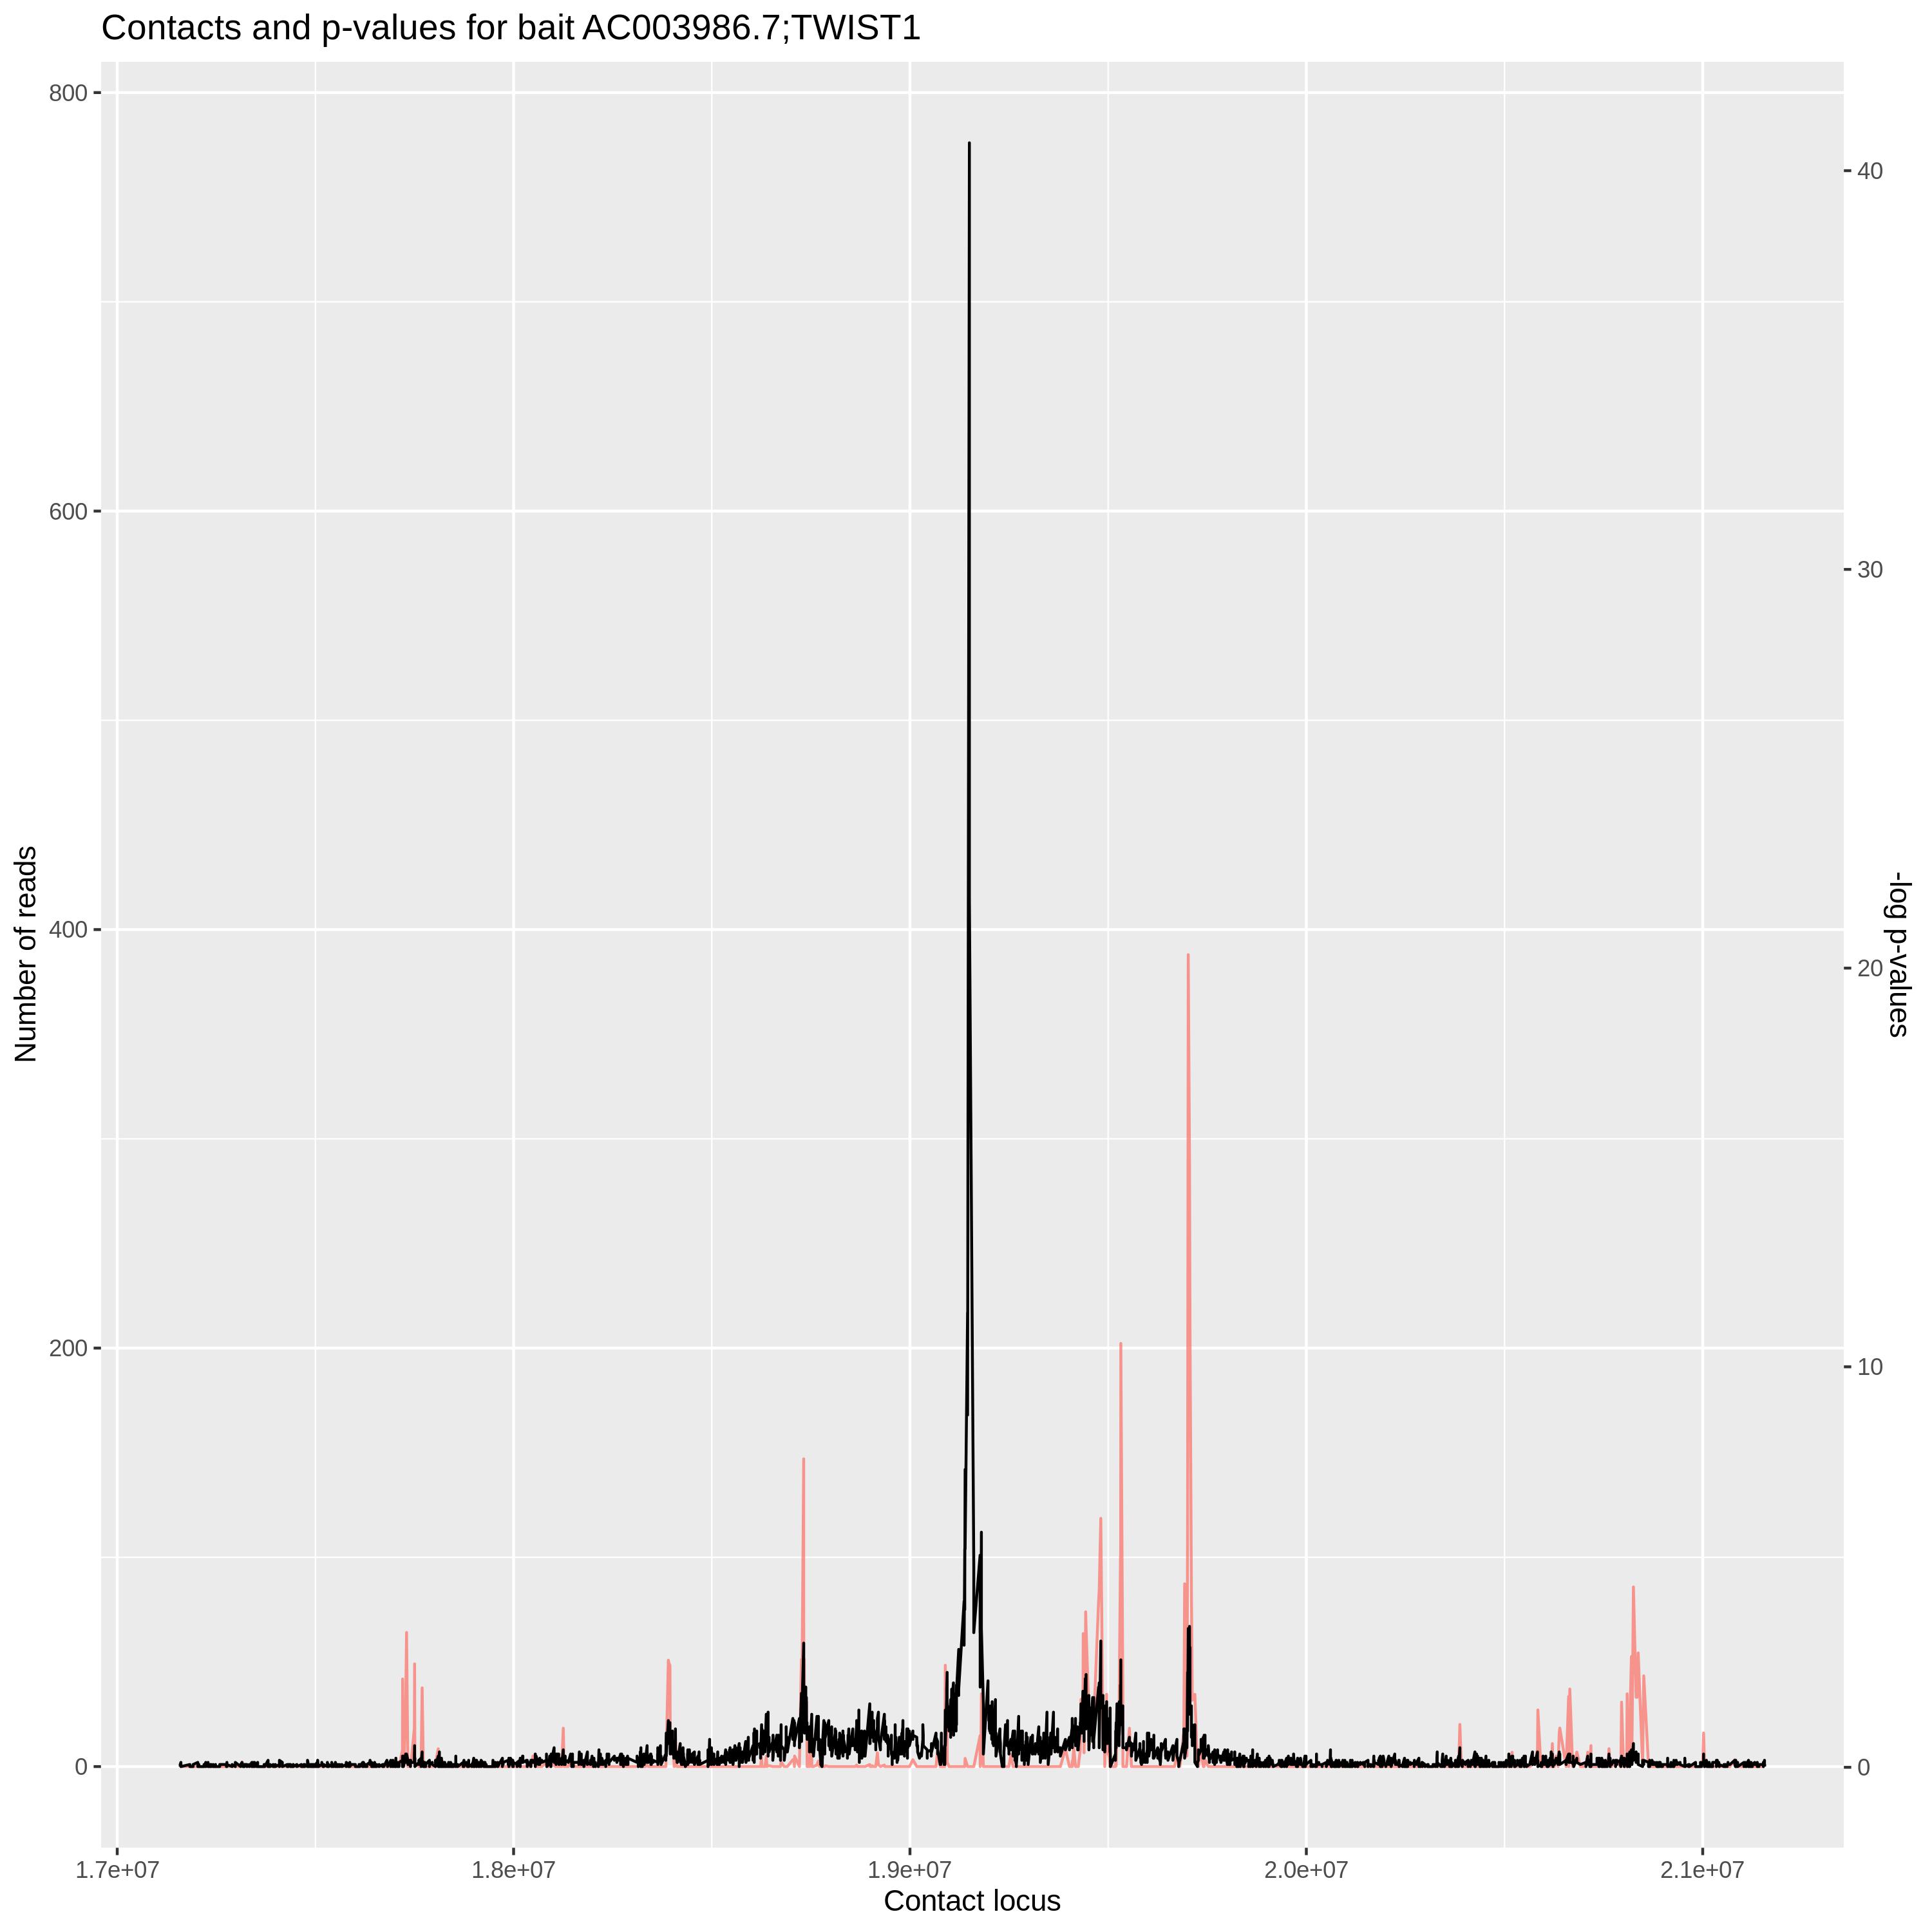 Contacts and p-values for bait AC003986.7;TWIST1
800
600
400
200
0
Number of reads
40
30
20
10
0
-log p-values
1.7e+07 1.8e+07 1.9e+07 2.0e+07 2.1e+07
Contact locus